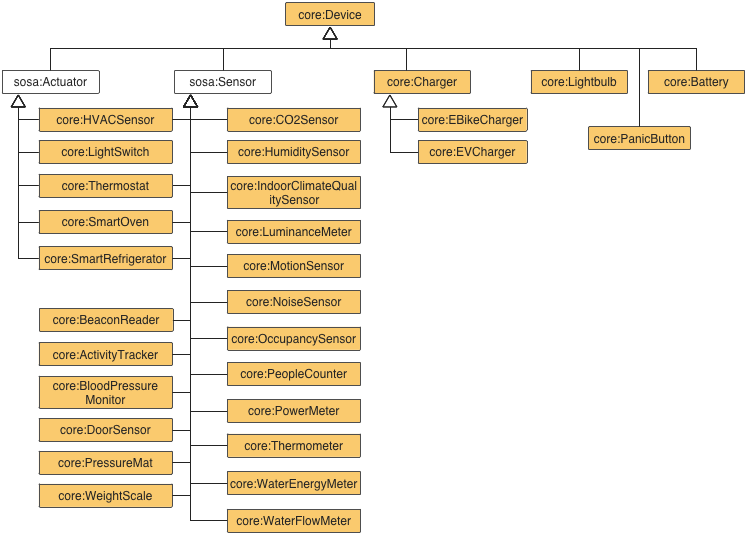 core:Device
sosa:Actuator
sosa:Sensor
core:Charger
core:Lightbulb
core:Battery
core:HVACSensor
core:CO2Sensor
core:EBikeCharger
core:PanicButton
core:LightSwitch
core:HumiditySensor
core:EVCharger
core:Thermostat
core:IndoorClimateQual
itySensor
core:SmartOven
core:LuminanceMeter
core:SmartRefrigerator
core:MotionSensor
core:NoiseSensor
core:BeaconReader
core:OccupancySensor
core:ActivityTracker
core:PeopleCounter
core:BloodPressure
Monitor
core:PowerMeter
core:DoorSensor
core:Thermometer
core:PressureMat
core:WaterEnergyMeter
core:WeightScale
core:WaterFlowMeter